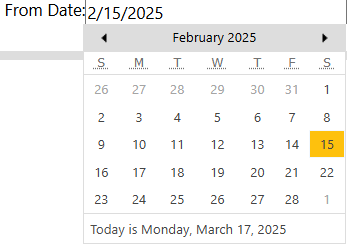 From Date: 2/15/2025
February 2025
S M T W T F S
26 27 28 29 30 31 1
2 3 4 5 6 7 8
9 10 11 12 13 14 15
16 17 18 19 20 21 22
23 24 25 26 27 28 1
Today is Monday, March 17, 2025